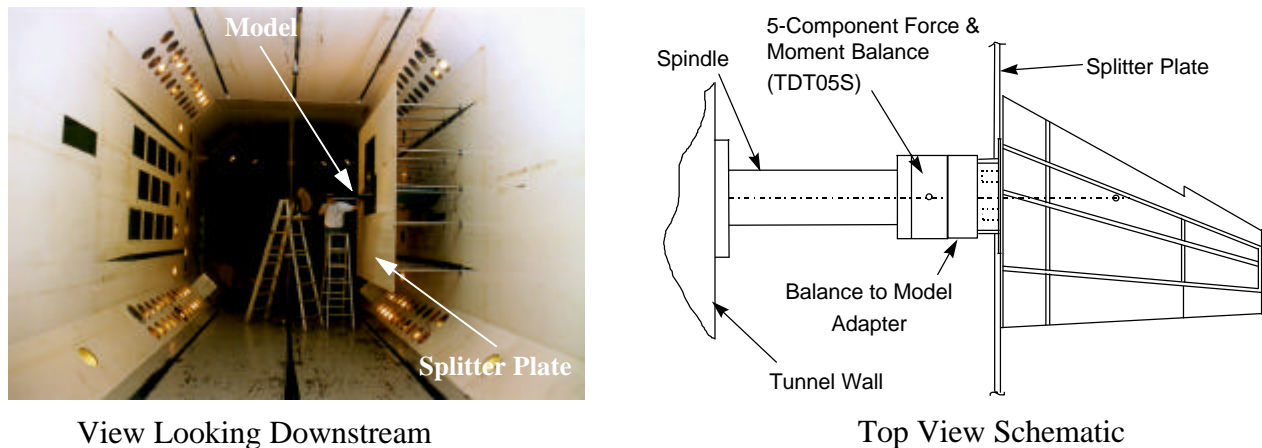 Model
Splitter Plate
View Looking Downstream
5-Component Force &
Moment Balance
(TDT05S)
Spindle
Splitter Plate
Balance to Model
Adapter
Tunnel Wall
Top View Schematic